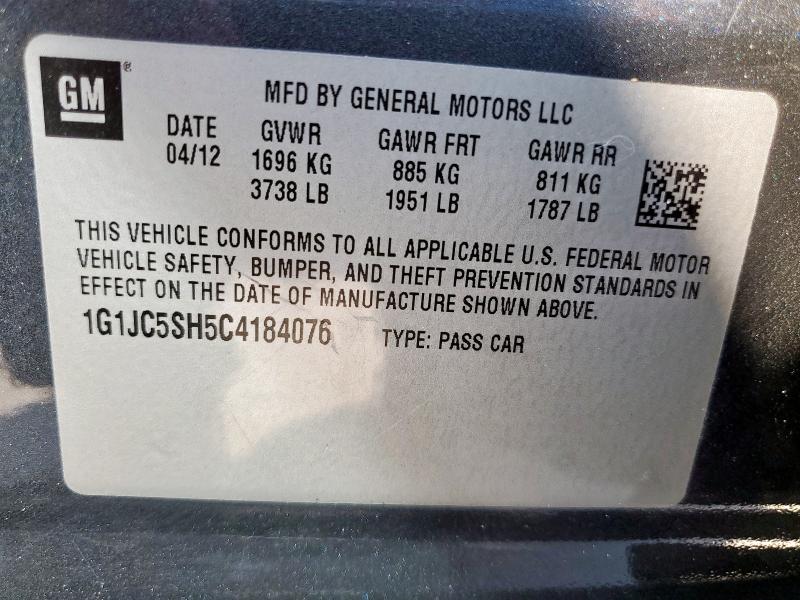 GM ®
MFD BY GENERAL MOTORS LLC
DATE GVWR GAWR FRT GAWR RR
04/12 1696 KG 885 KG 811 KG
3738 LB 1951 LB 1787 LB
THIS VEHICLE CONFORMS TO ALL APPLICABLE U.S. FEDERAL MOTOR
VEHICLE SAFETY, BUMPER, AND THEFT PREVENTION STANDARDS IN
EFFECT ON THE DATE OF MANUFACTURE SHOWN ABOVE.
1G1JC5SH5C4184076 TYPE: PASS CAR